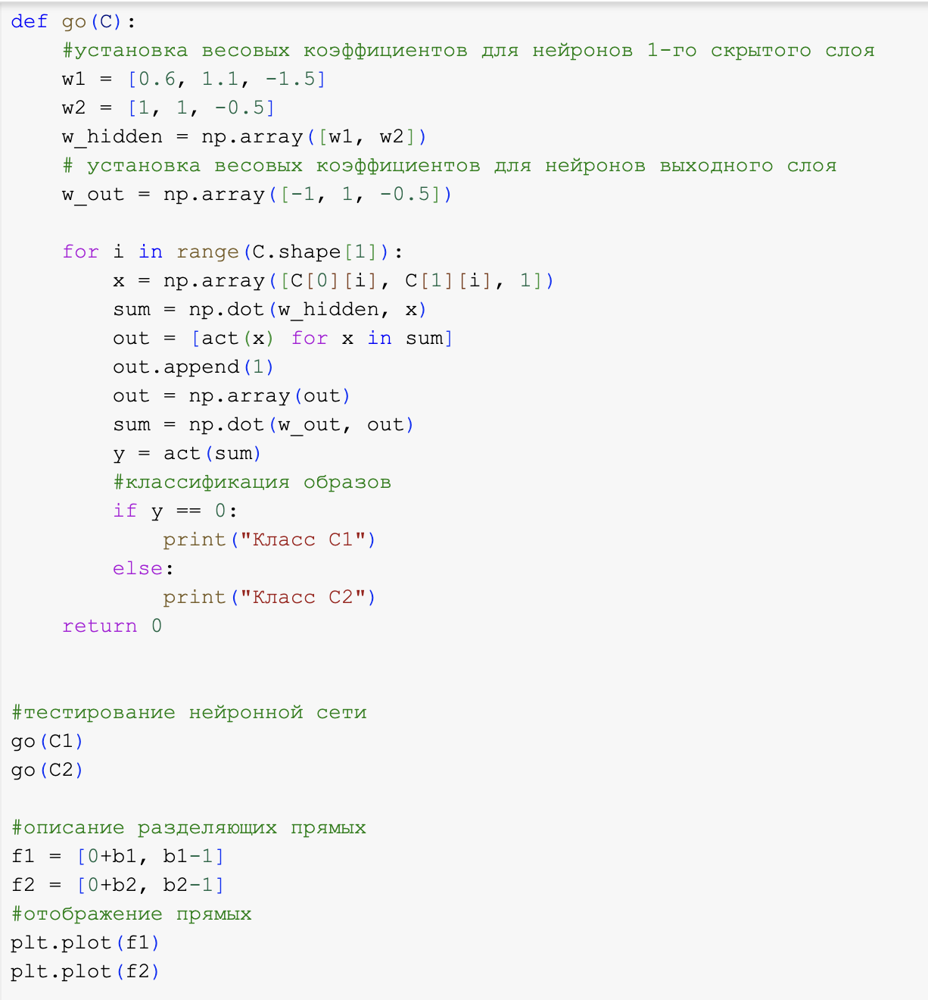 def go(C):
    #установка весовых коэффициентов для нейронов 1-го скрытого слоя
    w1 = [0.6, 1.1, -1.5]
    w2 = [1, 1, -0.5]
    w_hidden = np.array([w1, w2])
    # установка весовых коэффициентов для нейронов выходного слоя
    w_out = np.array([-1, 1, -0.5])

    for i in range(C.shape[1]):
        x = np.array([C[0][i], C[1][i], 1])
        sum = np.dot(w_hidden, x)
        out = [act(x) for x in sum]
        out.append(1)
        out = np.array(out)
        sum = np.dot(w_out, out)
        y = act(sum)
        #классификация образов
        if y == 0:
            print("Класс C1")
        else:
            print("Класс C2")
    return 0

#тестирование нейронной сети
go(C1)
go(C2)

#описание разделяющих прямых
f1 = [0+b1, b1-1]
f2 = [0+b2, b2-1]
#отображение прямых
plt.plot(f1)
plt.plot(f2)